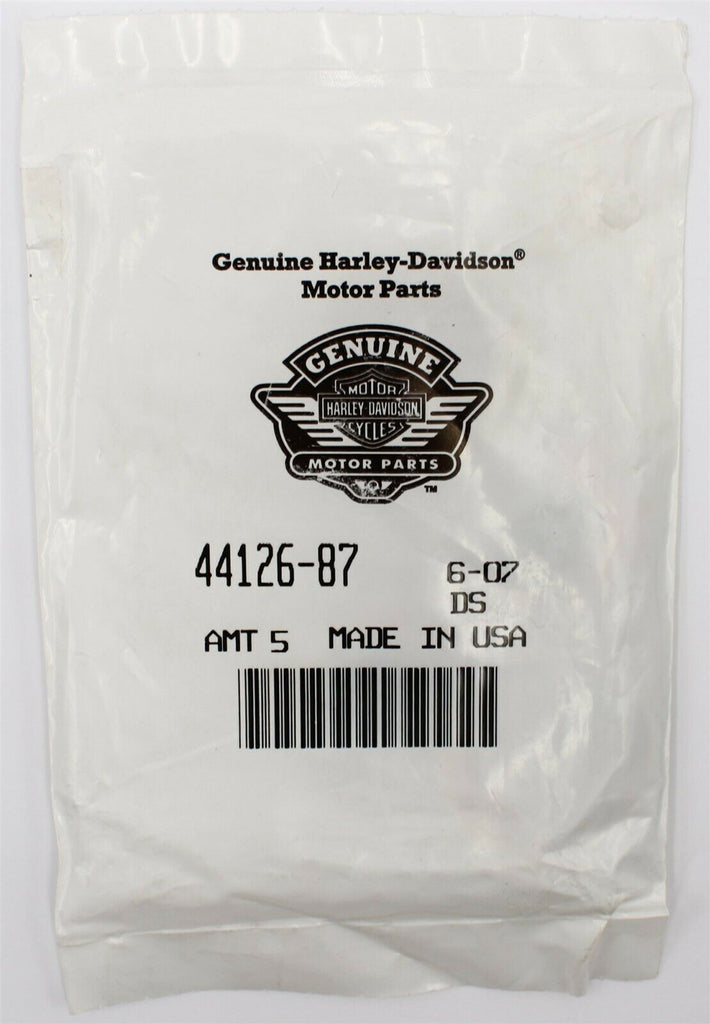 Genuine Harley-Davidson®
Motor Parts
GENUINE
MOTOR
HARLEY-DAVIDSON
CYCLES
MOTOR PARTS
TM
44126-87 6-07
DS
AMT 5 MADE IN USA